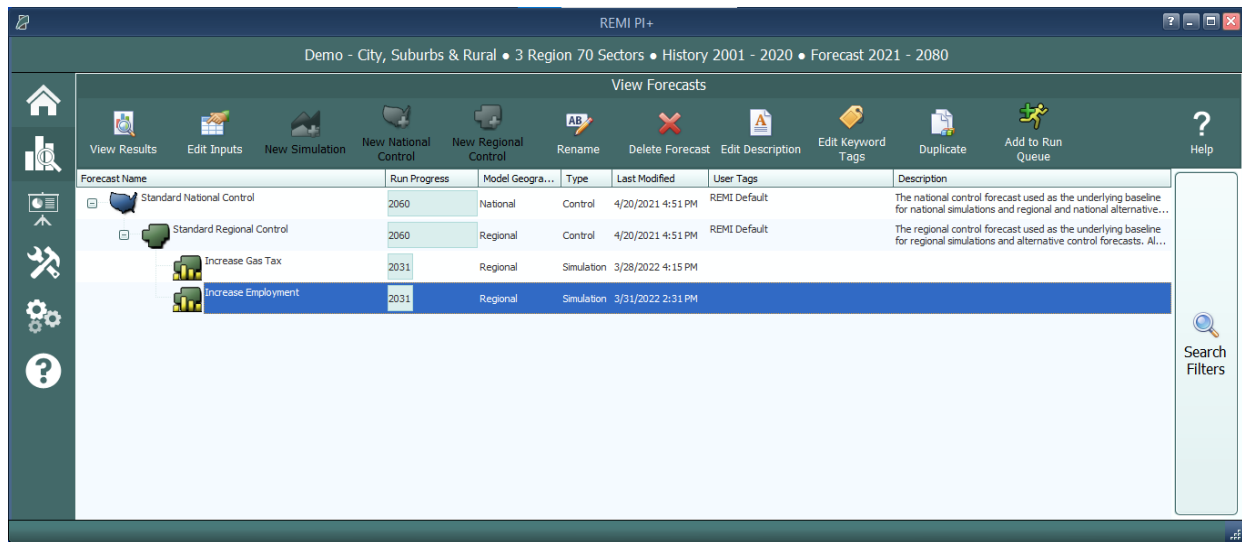 REMI PI+
Demo - City, Suburbs & Rural ● 3 Region 70 Sectors ● History 2001 - 2020 ● Forecast 2021 - 2080
View Forecasts
View Results
Edit Inputs
New Simulation
New National
Control
New Regional
Control
AB
Rename
Delete Forecast
A
Edit Description
Edit Keyword
Tags
Duplicate
Add to Run
Queue
?
Help
Forecast Name Run Progress Model Geogra... Type Last Modified User Tags Description
Standard National Control 2060 National Control 4/20/2021 4:51 PM REMI Default The national control forecast used as the underlying baseline
for national simulations and regional and national alternative...
Standard Regional Control 2060 Regional Control 4/20/2021 4:51 PM REMI Default The regional control forecast used as the underlying baseline
for regional simulations and alternative control forecasts. Al...
Increase Gas Tax 2031 Regional Simulation 3/28/2022 4:15 PM
Increase Employment 2031 Regional Simulation 3/31/2022 2:31 PM
Search
Filters